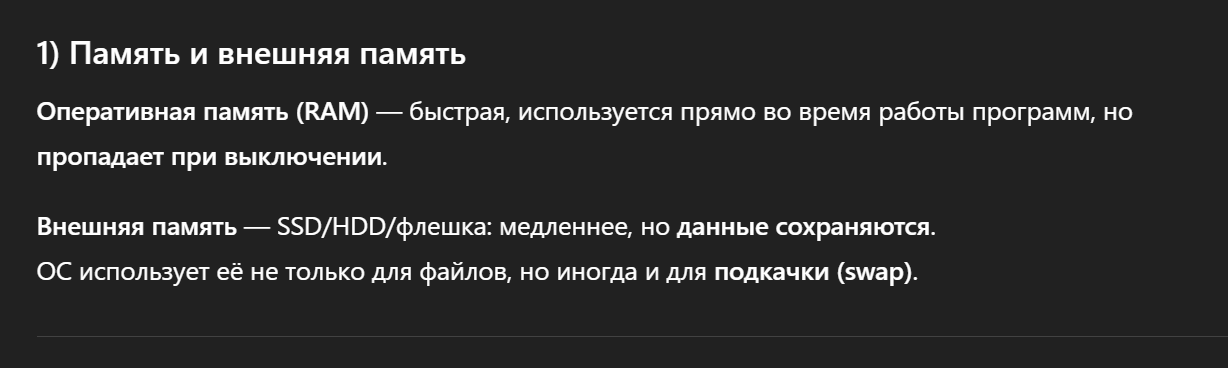 1) Память и внешняя память
Оперативная память (RAM) — быстрая, используется прямо во время работы программ, но
пропадает при выключении.
Внешняя память — SSD/HDD/флешка: медленнее, но данные сохраняются.
ОС использует её не только для файлов, но иногда и для подкачки (swap).